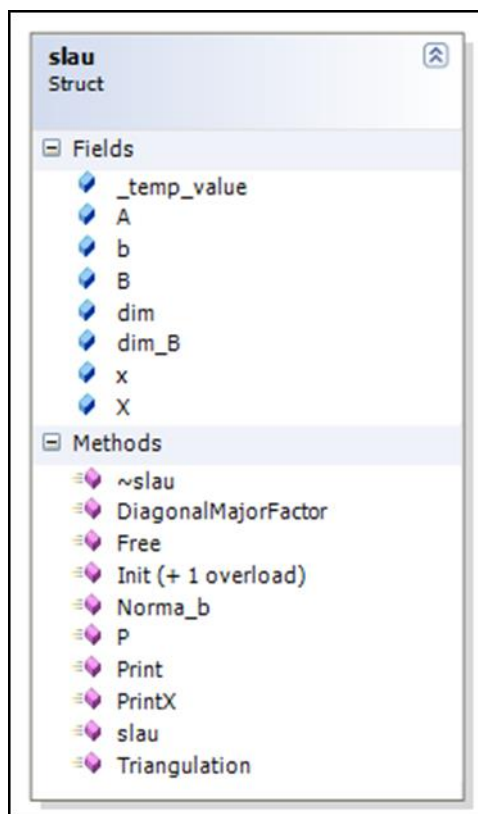 slau
Struct
Fields
_temp_value
A
b
B
dim
dim_B
x
X
Methods
~slau
DiagonalMajorFactor
Free
Init (+ 1 overload)
Norma_b
P
Print
PrintX
slau
Triangulation